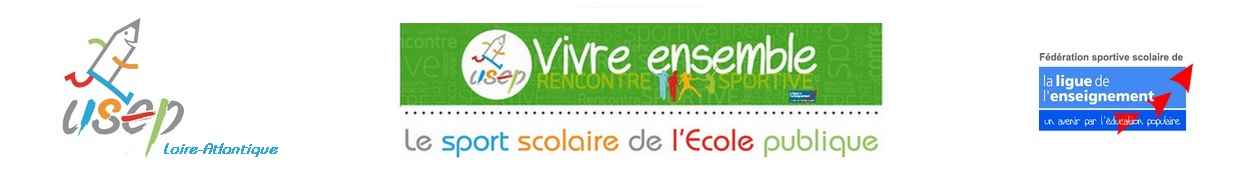 usep
Loire-Atlantique
usep
Vivre ensemble
RENCONTRE SPORTIVE
Le sport scolaire de l'Ecole publique
Fédération sportive scolaire de
la ligue de
l'enseignement
un avenir par l'éducation populaire